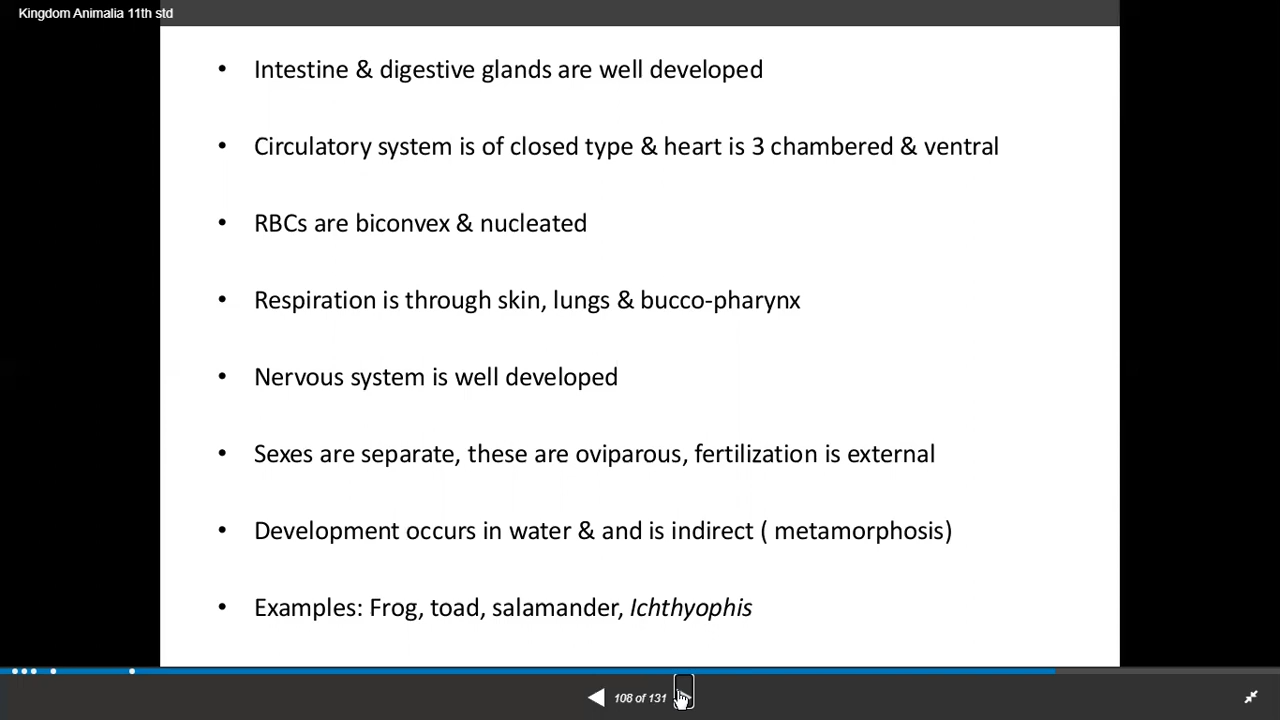 Kingdom Animalia 11th std
• Intestine & digestive glands are well developed
• Circulatory system is of closed type & heart is 3 chambered & ventral
• RBCs are biconvex & nucleated
• Respiration is through skin, lungs & bucco-pharynx
• Nervous system is well developed
• Sexes are separate, these are oviparous, fertilization is external
• Development occurs in water & and is indirect ( metamorphosis)
• Examples: Frog, toad, salamander, Ichthyophis
108 of 131